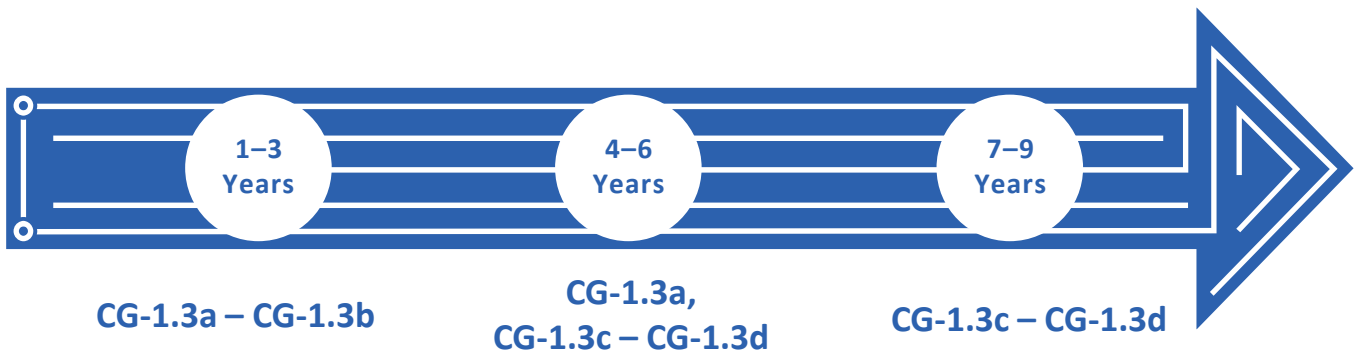 1–3
Years
4–6
Years
7–9
Years
CG-1.3a – CG-1.3b
CG-1.3a,
CG-1.3c – CG-1.3d
CG-1.3c – CG-1.3d